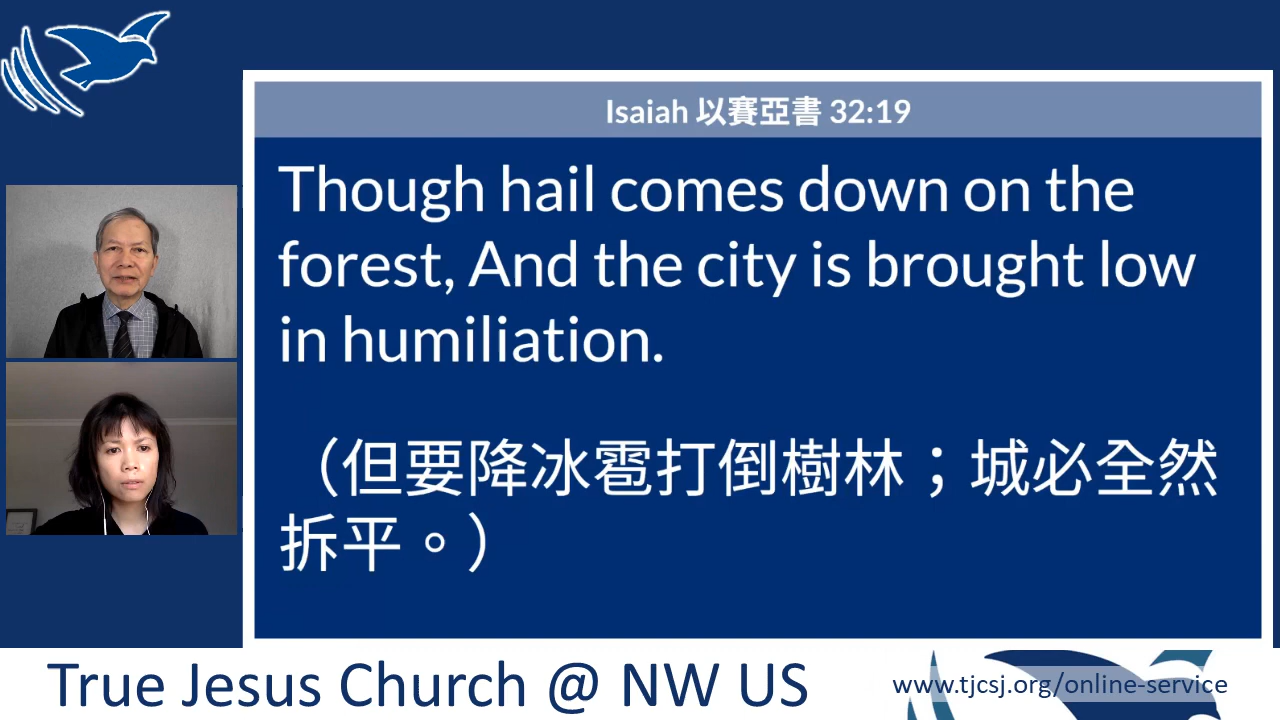 Isaiah 以賽亞書 32:19
Though hail comes down on the
forest, And the city is brought low
in humiliation.
（但要降冰雹打倒樹林；城必全然
拆平。）
True Jesus Church @ NW US
www.tjcsj.org/online-service